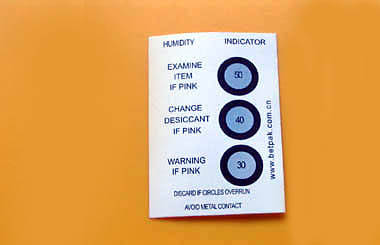 HUMIDITY INDICATOR
EXAMINE
ITEM
IF PINK
50
CHANGE
DESICCANT
IF PINK
40
WARNING
IF PINK
30
www.betpak.com.cn
DISCARD IF CIRCLES OVERRUN
AVOID METAL CONTACT